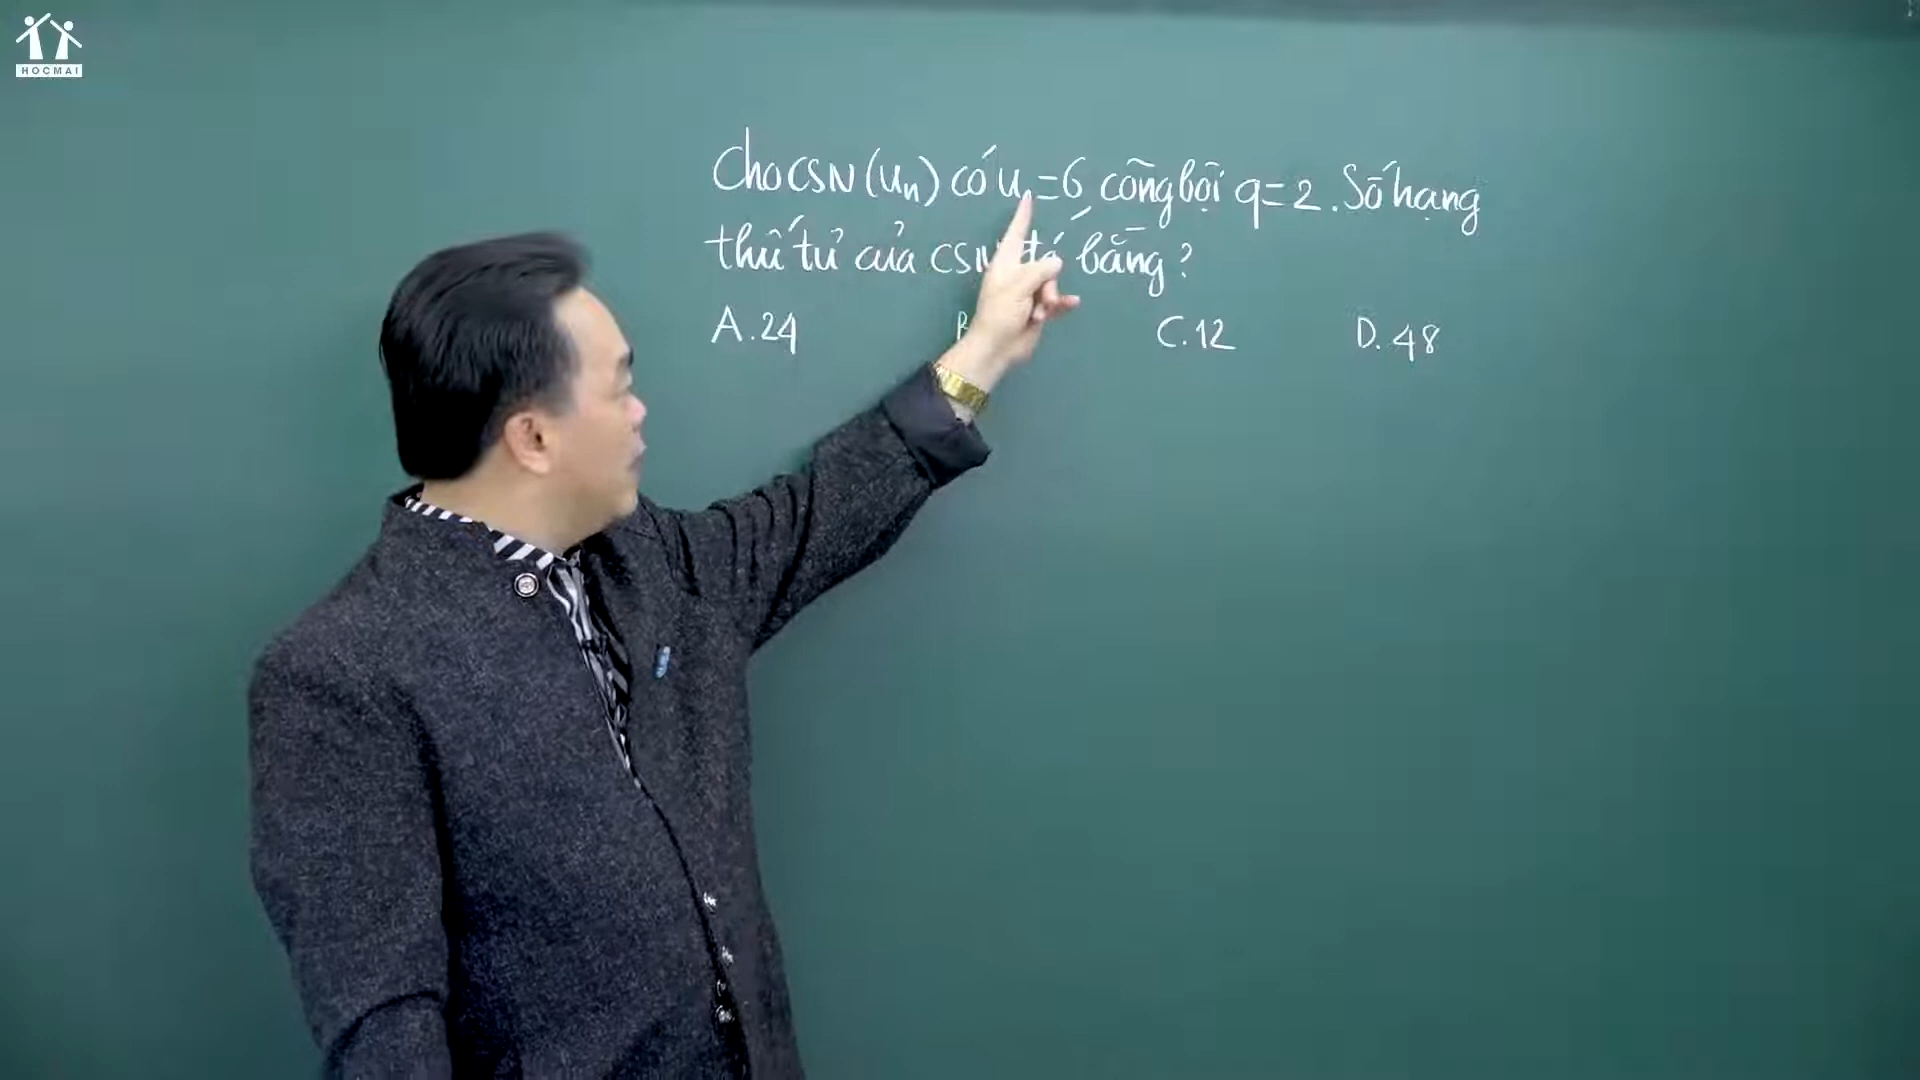 HOCMAI
Cho CSN (uₙ) có u₁=6, công bội q=2. Số hạng
thứ tư của CSN đó bằng?
A.24 C.12 D.48